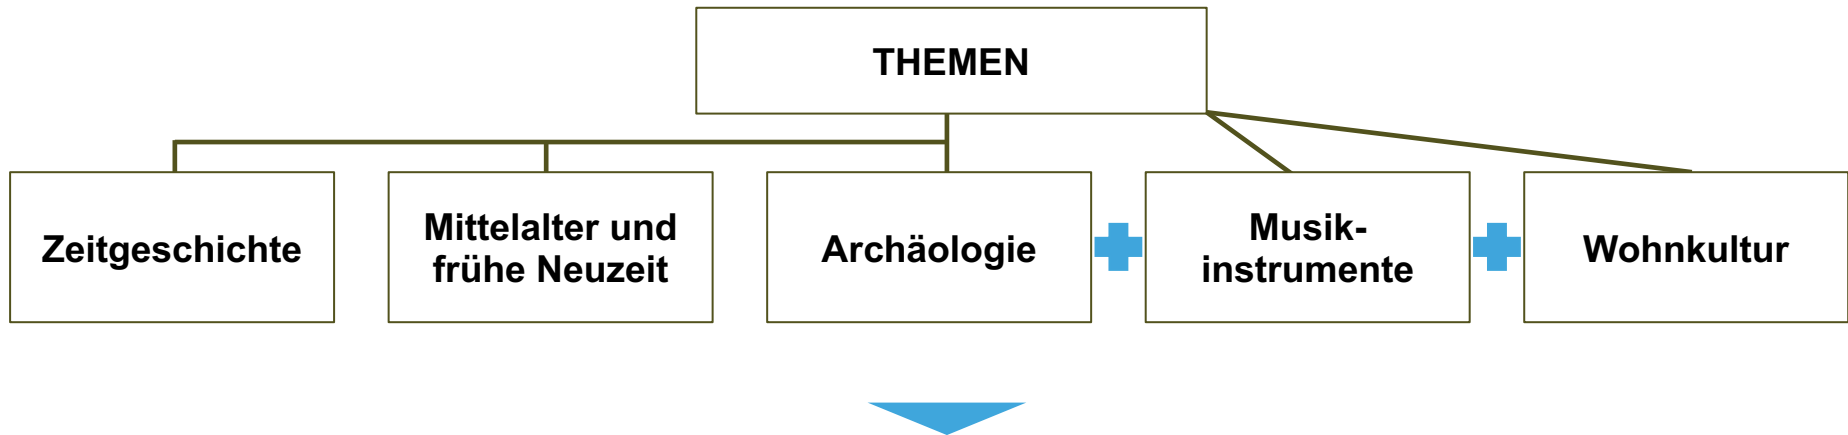 THEMEN
Zeitgeschichte
Mittelalter und
frühe Neuzeit
Archäologie
Musik-
instrumente
Wohnkultur